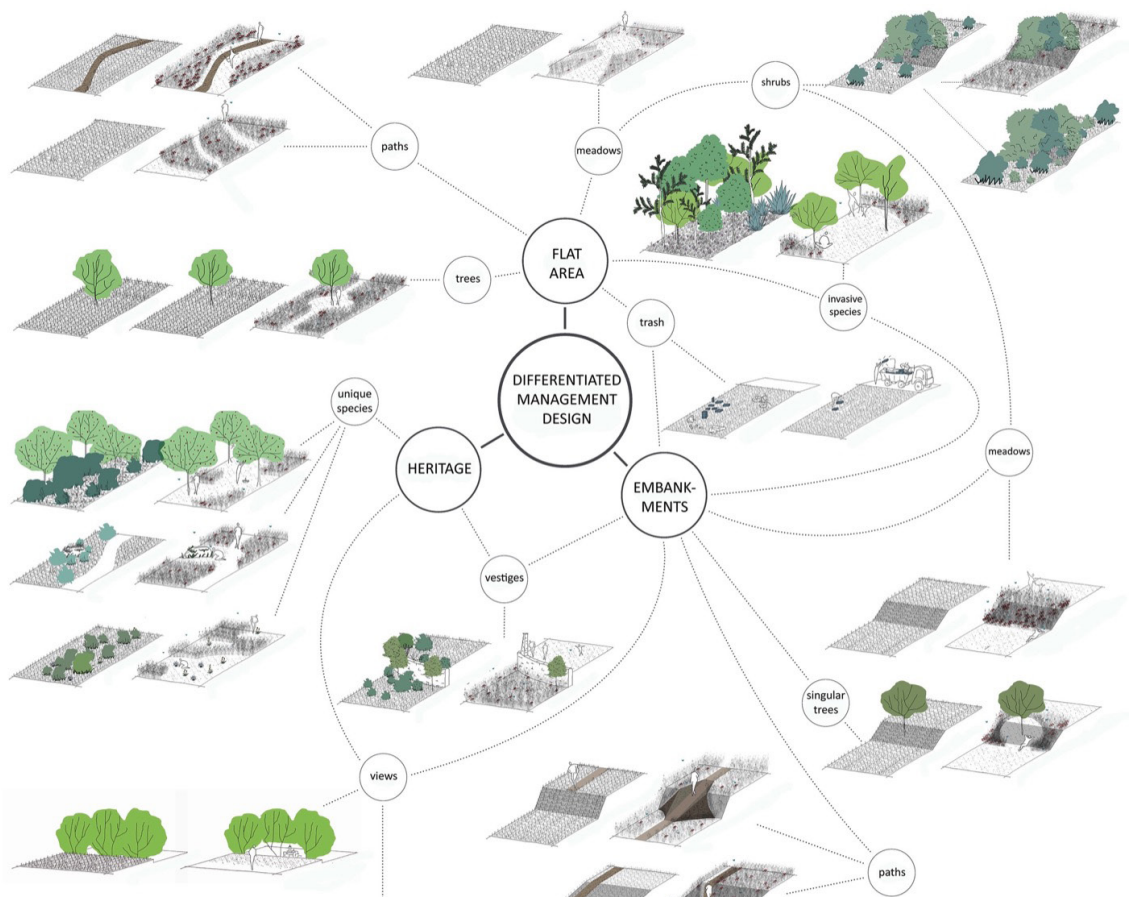 shrubs
paths
meadows
FLAT
AREA
trees
invasive
species
trash
DIFFERENTIATED
MANAGEMENT
DESIGN
unique
species
HERITAGE
meadows
EMBANK-
MENTS
vestiges
singular
trees
views
paths